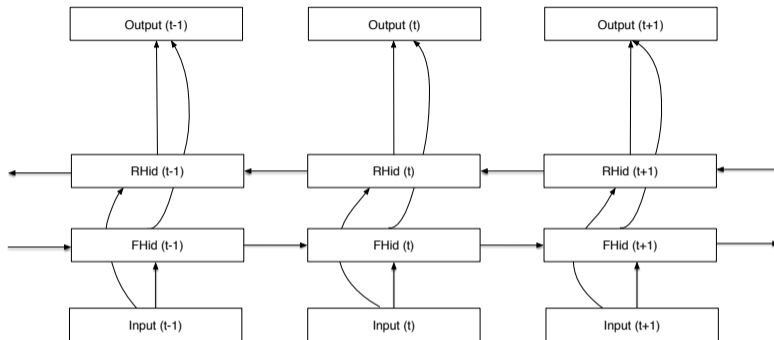 Output (t-1)
Output (t)
Output (t+1)
RHid (t-1)
RHid (t)
RHid (t+1)
FHid (t-1)
FHid (t)
FHid (t+1)
Input (t-1)
Input (t)
Input (t+1)